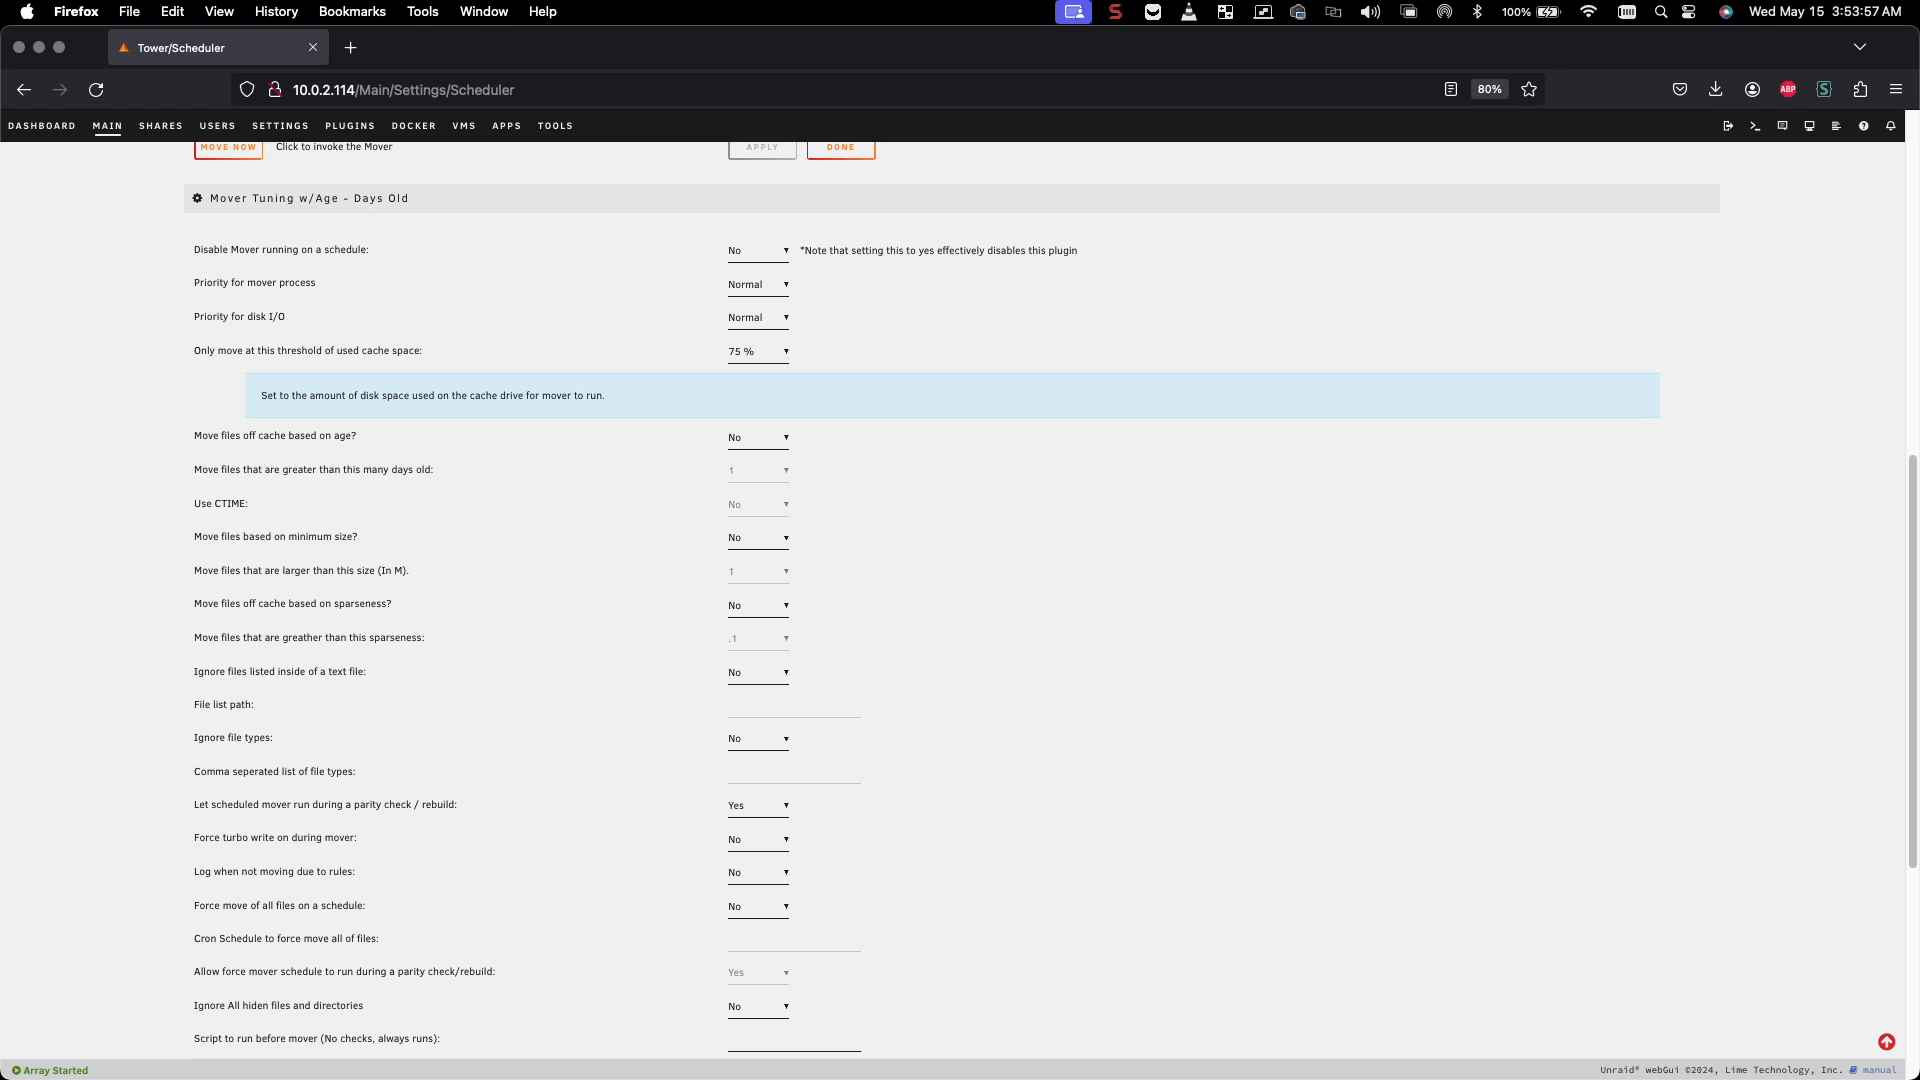 Firefox File Edit View History Bookmarks Tools Window Help 100% Wed May 15 3:53:57 AM
Tower/Scheduler
10.0.2.114/Main/Settings/Scheduler 80% ABP
DASHBOARD MAIN SHARES USERS SETTINGS PLUGINS DOCKER VMS APPS TOOLS
MOVE NOW Click to invoke the Mover APPLY DONE
Mover Tuning w/Age - Days Old
Disable Mover running on a schedule: No *Note that setting this to yes effectively disables this plugin
Priority for mover process Normal
Priority for disk I/O Normal
Only move at this threshold of used cache space: 75 %
Set to the amount of disk space used on the cache drive for mover to run.
Move files off cache based on age? No
Move files that are greater than this many days old: 1
Use CTIME: No
Move files based on minimum size? No
Move files that are larger than this size (In M). 1
Move files off cache based on sparseness? No
Move files that are greather than this sparseness: .1
Ignore files listed inside of a text file: No
File list path:
Ignore file types: No
Comma seperated list of file types:
Let scheduled mover run during a parity check / rebuild: Yes
Force turbo write on during mover: No
Log when not moving due to rules: No
Force move of all files on a schedule: No
Cron Schedule to force move all of files:
Allow force mover schedule to run during a parity check/rebuild: Yes
Ignore All hiden files and directories No
Script to run before mover (No checks, always runs):
Array Started Unraid® webGui ©2024, Lime Technology, Inc. manual